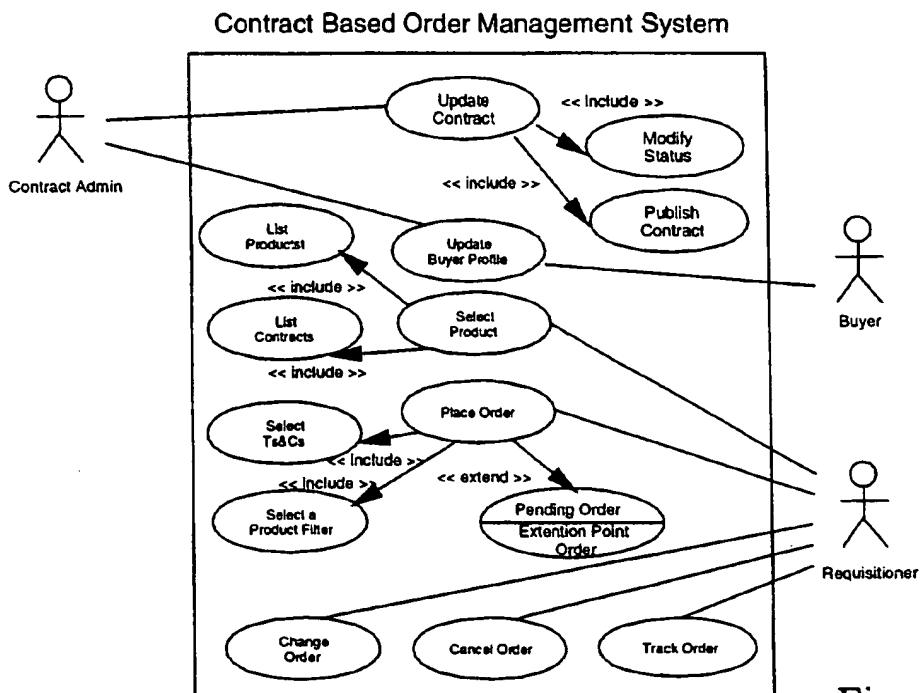 Contract Based Order Management System
Update
Contract
<< include >>
Modify
Status
Contract Admin
<< include >>
Publish
Contract
List
Productst
Update
Buyer Profile
Buyer
<< include >>
List
Contracts
Select
Product
<< include >>
Place Order
Select
Ts&Cs
<< include >>
<< include >>
<< extend >>
Select a
Product Filter
Pending Order
Extention Point
Order
Requisitioner
Change
Order
Cancel Order
Track Order